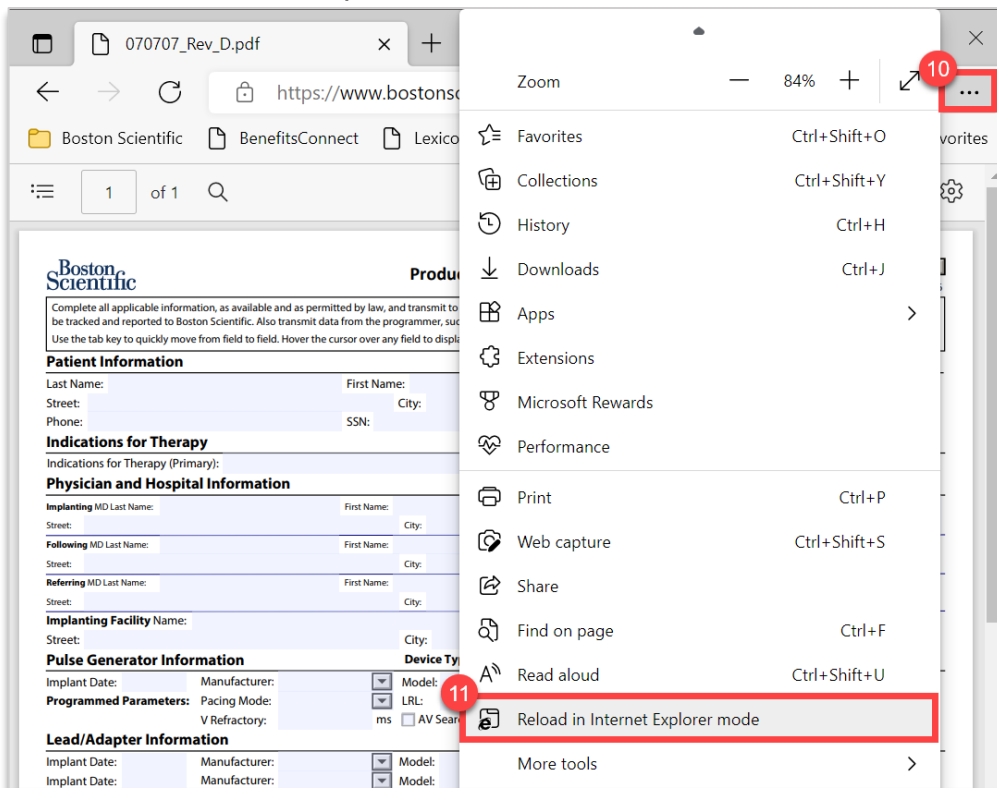 070707_Rev_D.pdf
Zoom 84%
10
https://www.bostonsc
Boston Scientific BenefitsConnect Lexico
vorites
1 of 1
Favorites Ctrl+Shift+O
Collections Ctrl+Shift+Y
History Ctrl+H
Downloads Ctrl+J
Apps
Extensions
Microsoft Rewards
Performance
Print Ctrl+P
Web capture Ctrl+Shift+S
Share
Find on page Ctrl+F
Read aloud Ctrl+Shift+U
11
Reload in Internet Explorer mode
More tools
Boston
Scientific
Produ
Complete all applicable information, as available and as permitted by law, and transmit to
be tracked and reported to Boston Scientific. Also transmit data from the programmer, suc
Use the tab key to quickly move from field to field. Hover the cursor over any field to displa
Patient Information
Last Name: First Name:
Street: City:
Phone: SSN:
Indications for Therapy
Indications for Therapy (Primary):
Physician and Hospital Information
Implanting MD Last Name: First Name:
Street: City:
Following MD Last Name: First Name:
Street: City:
Referring MD Last Name: First Name:
Street: City:
Implanting Facility Name:
Street: City:
Pulse Generator Information Device Ty
Implant Date: Manufacturer: Model:
Programmed Parameters: Pacing Mode: LRL:
V Refractory: ms AV Sear
Lead/Adapter Information
Implant Date: Manufacturer: Model:
Implant Date: Manufacturer: Model: